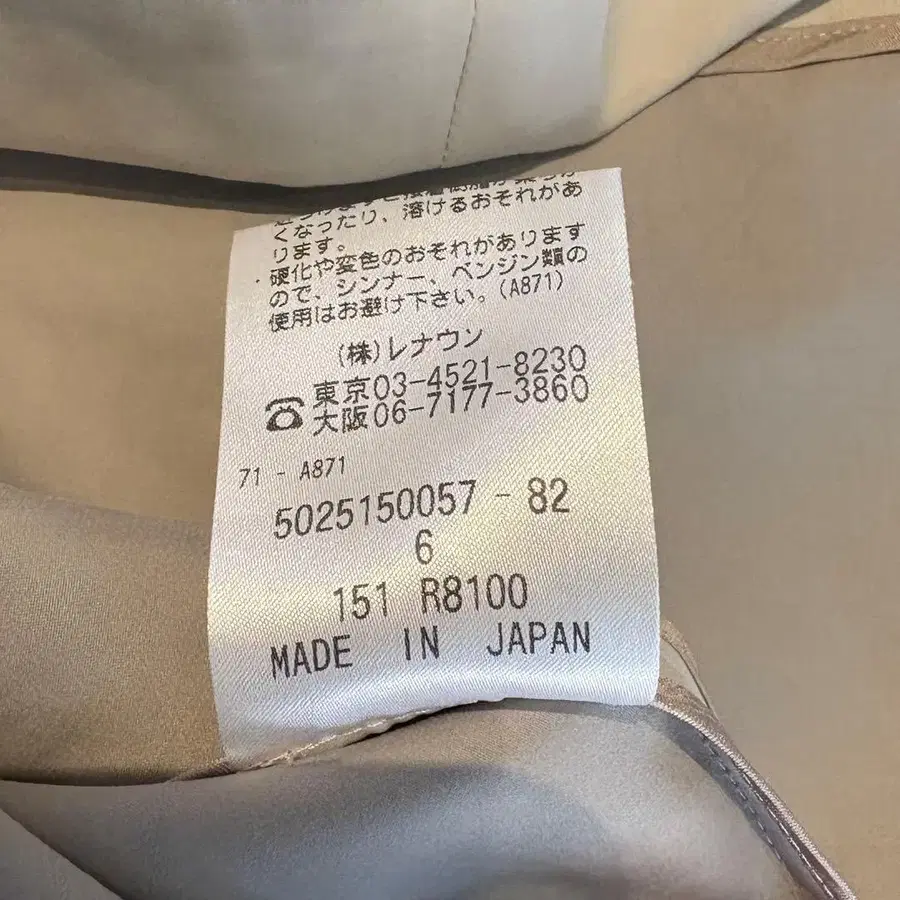 くなったり、溶けるおそれがあ
ります。
・硬化や変色のおそれがあります
ので、シンナー、ベンジン類の
使用はお避け下さい。(A871)
(株)レナウン
☎ 東京03-4521-8230
大阪06-7177-3860
71 - A871
5025150057 - 82
6
151 R8100
MADE IN JAPAN